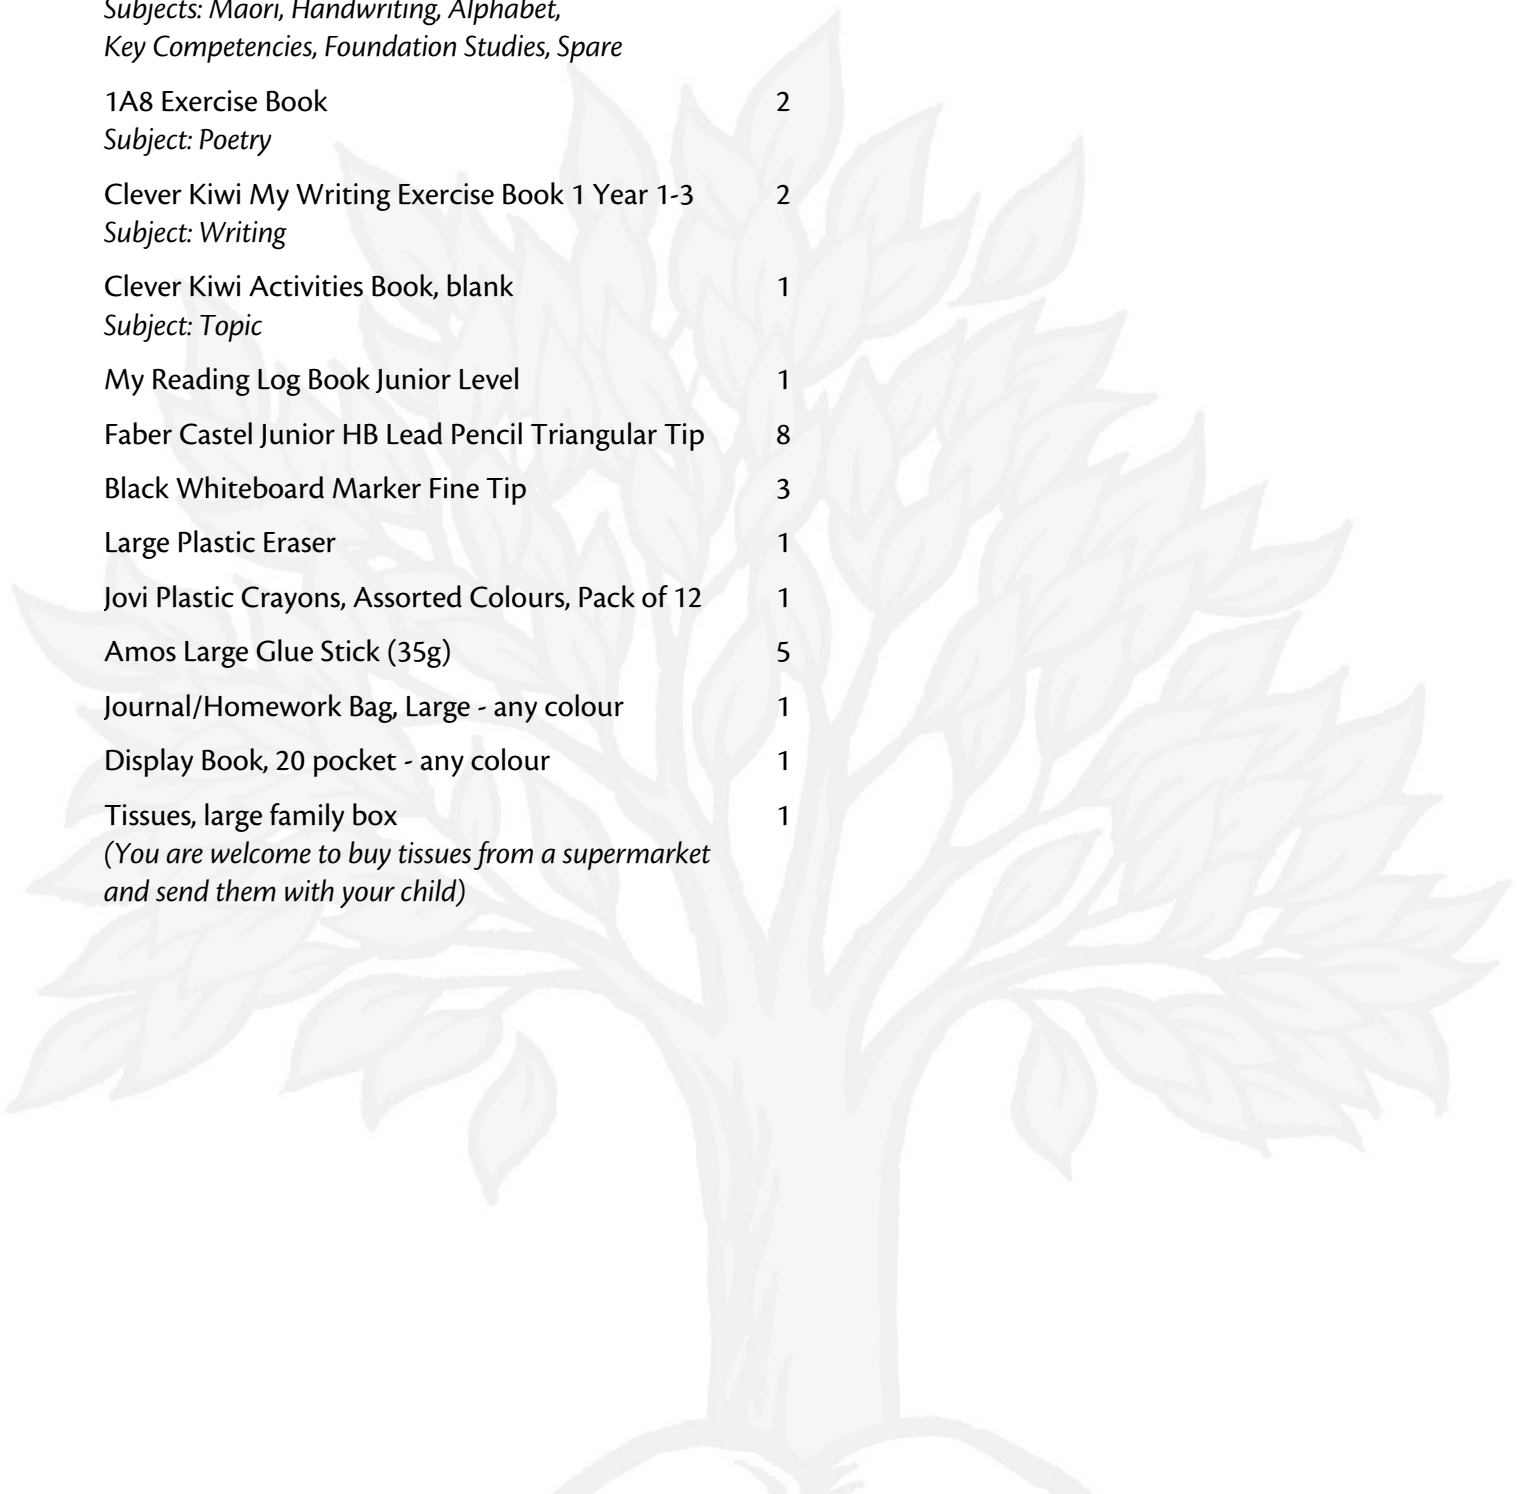 Subjects: Maori, Handwriting, Alphabet,
Key Competencies, Foundation Studies, Spare
1A8 Exercise Book 2
Subject: Poetry
Clever Kiwi My Writing Exercise Book 1 Year 1-3 2
Subject: Writing
Clever Kiwi Activities Book, blank 1
Subject: Topic
My Reading Log Book Junior Level 1
Faber Castel Junior HB Lead Pencil Triangular Tip 8
Black Whiteboard Marker Fine Tip 3
Large Plastic Eraser 1
Jovi Plastic Crayons, Assorted Colours, Pack of 12 1
Amos Large Glue Stick (35g) 5
Journal/Homework Bag, Large - any colour 1
Display Book, 20 pocket - any colour 1
Tissues, large family box 1
(You are welcome to buy tissues from a supermarket
and send them with your child)